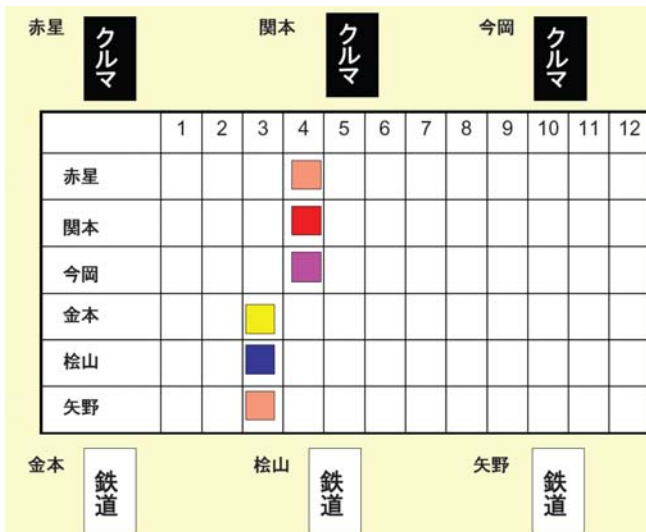 赤星 クルマ 関本 クルマ 今岡 クルマ
1 2 3 4 5 6 7 8 9 10 11 12
赤星
関本
今岡
金本
桧山
矢野
金本 鉄道 桧山 鉄道 矢野 鉄道